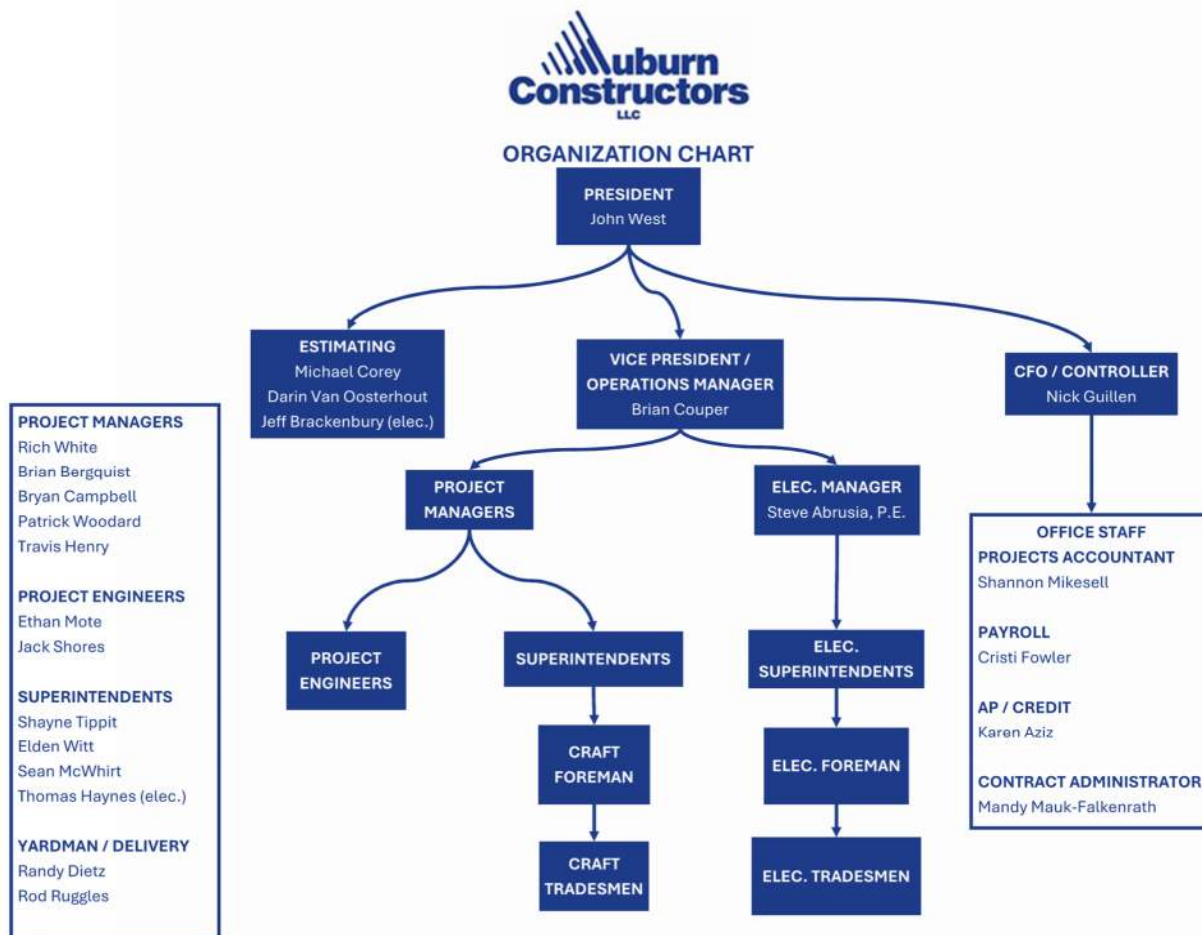 Auburn
Constructors
LLC
ORGANIZATION CHART
PRESIDENT
John West
ESTIMATING
Michael Corey
Darin Van Oosterhout
Jeff Brackenbury (elec.)
VICE PRESIDENT /
OPERATIONS MANAGER
Brian Couper
CFO / CONTROLLER
Nick Guillen
PROJECT MANAGERS
Rich White
Brian Bergquist
Bryan Campbell
Patrick Woodard
Travis Henry
PROJECT ENGINEERS
Ethan Mote
Jack Shores
SUPERINTENDENTS
Shayne Tippit
Elden Witt
Sean McWhirt
Thomas Haynes (elec.)
YARDMAN / DELIVERY
Randy Dietz
Rod Ruggles
PROJECT
MANAGERS
ELEC. MANAGER
Steve Abrusia, P.E.
PROJECT
ENGINEERS
SUPERINTENDENTS
ELEC.
SUPERINTENDENTS
CRAFT
FOREMAN
ELEC. FOREMAN
CRAFT
TRADESMEN
ELEC. TRADESMEN
OFFICE STAFF
PROJECTS ACCOUNTANT
Shannon Mikesell
PAYROLL
Cristi Fowler
AP / CREDIT
Karen Aziz
CONTRACT ADMINISTRATOR
Mandy Mauk-Falkenrath